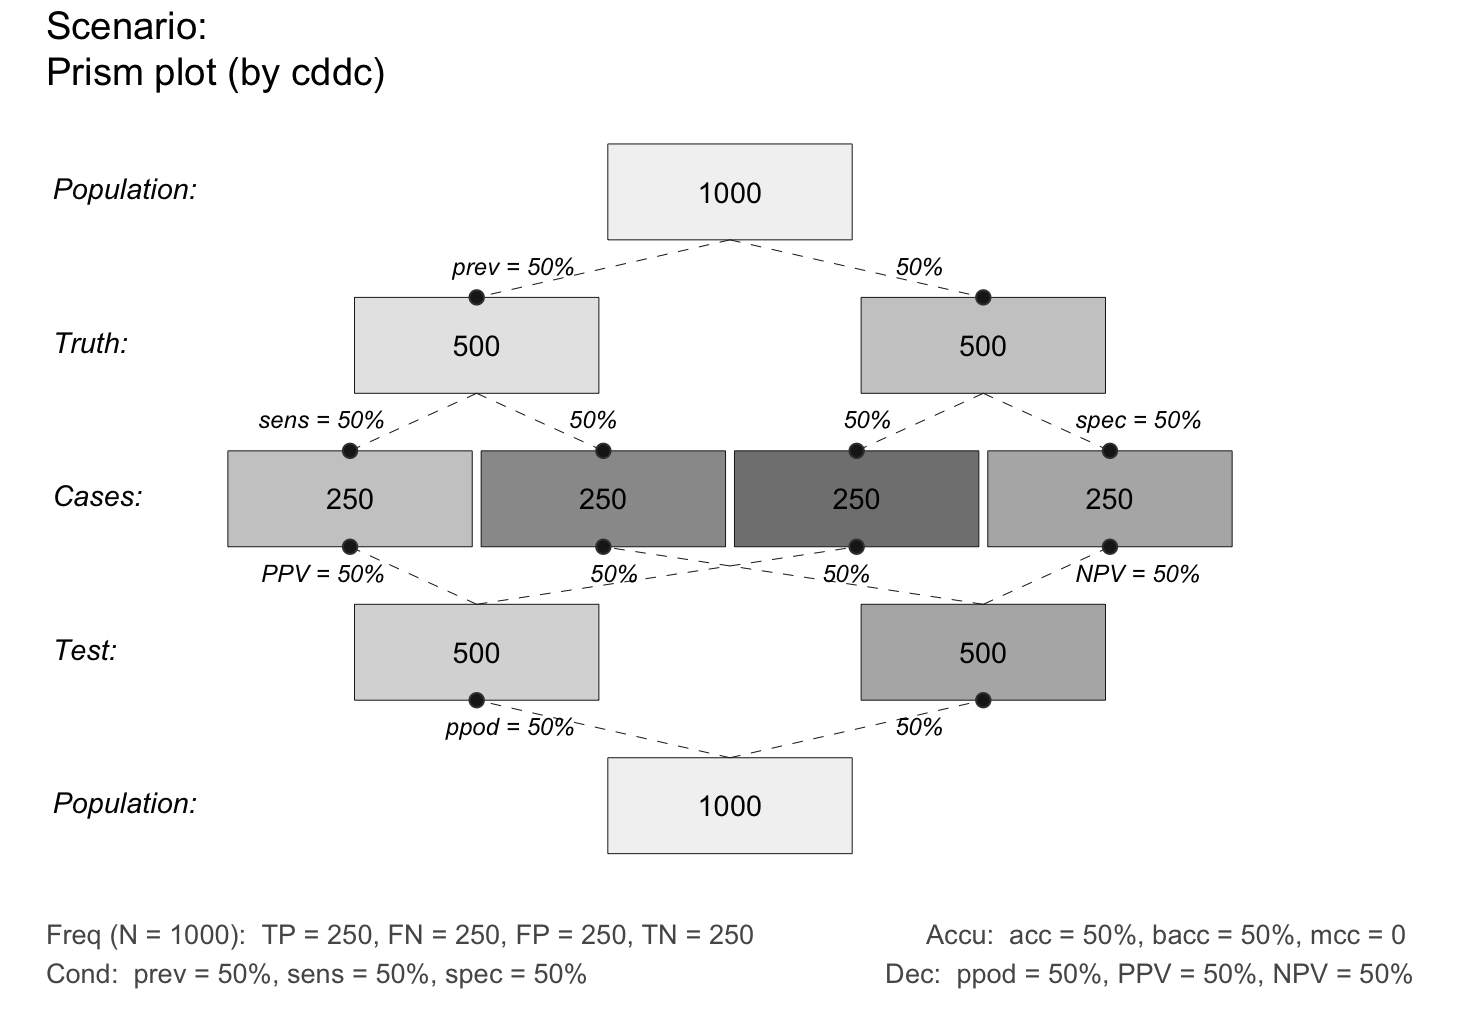 Scenario:
Prism plot (by cddc)
Population:
1000
prev = 50%
50%
Truth:
500
500
sens = 50%
50%
50%
spec = 50%
Cases:
250
250
250
250
PPV = 50%
50%
50%
NPV = 50%
Test:
500
500
ppod = 50%
50%
Population:
1000
Freq (N = 1000):  TP = 250, FN = 250, FP = 250, TN = 250
Accu:  acc = 50%, bacc = 50%, mcc = 0
Cond:  prev = 50%, sens = 50%, spec = 50%
Dec:  ppod = 50%, PPV = 50%, NPV = 50%